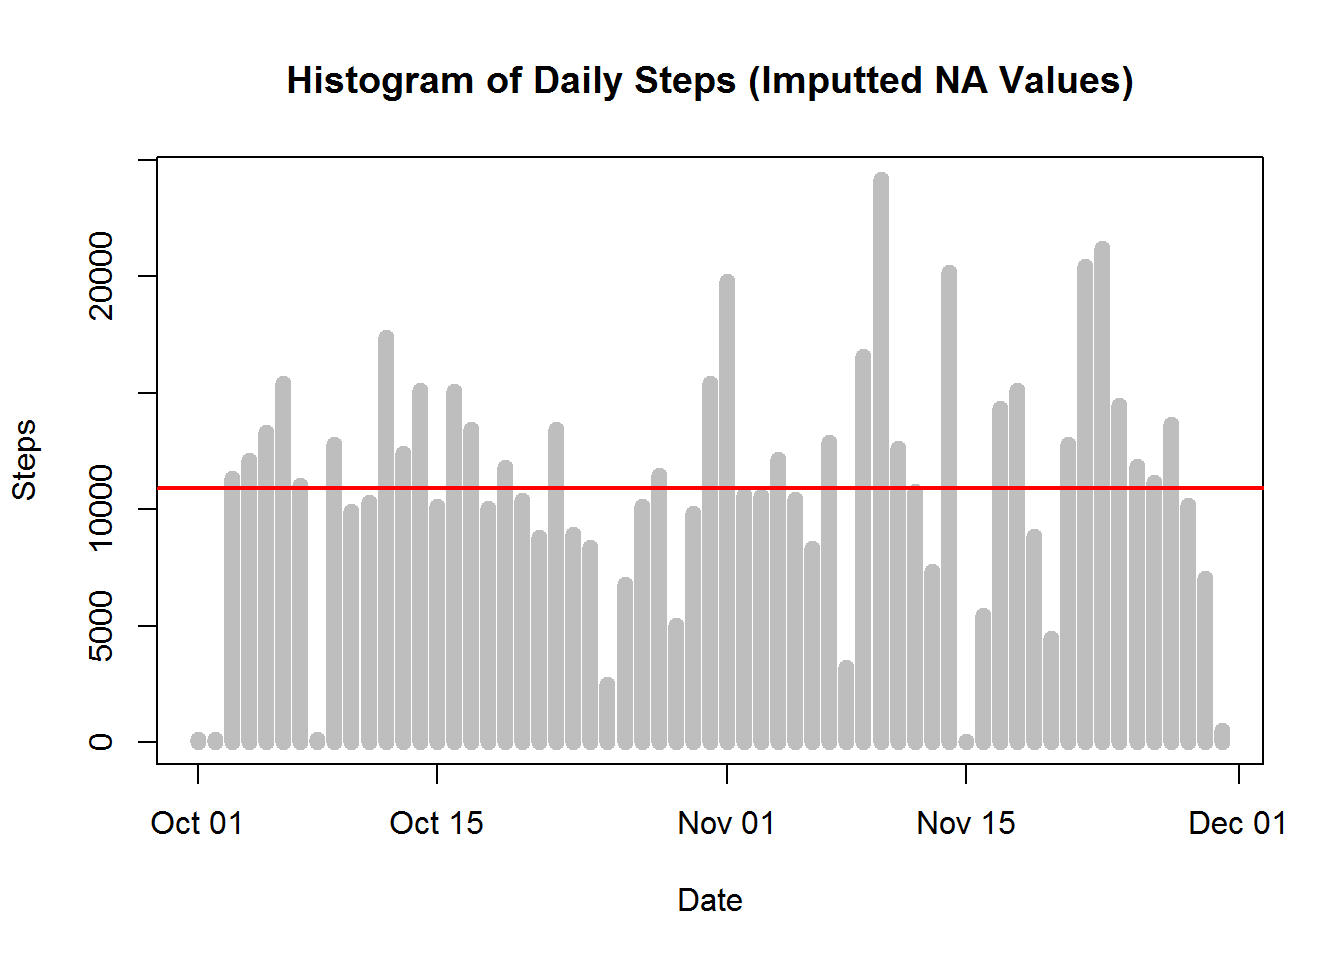 Histogram of Daily Steps (Imputted NA Values)
Steps
20000
10000
5000
0
Oct 01
Oct 15
Nov 01
Nov 15
Dec 01
Date